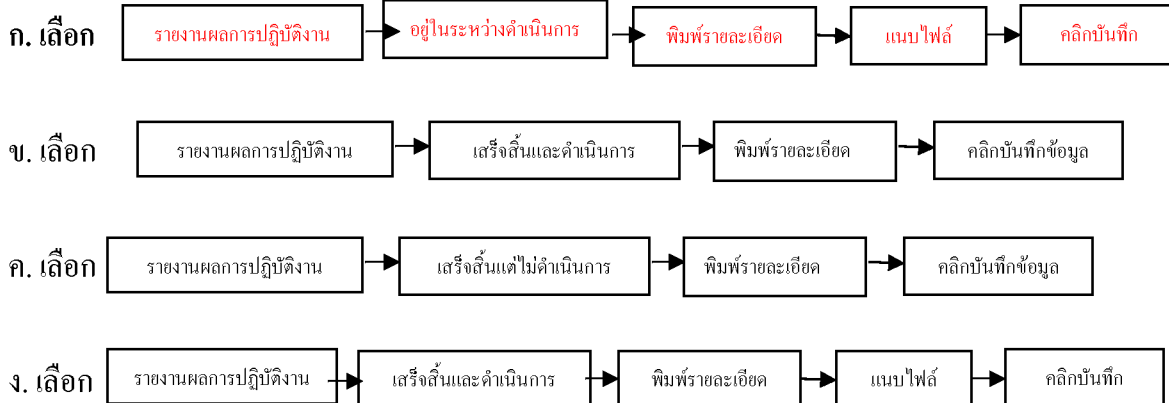 ก. เลือก รายงานผลการปฏิบัติงาน อยู่ในระหว่างดำเนินการ พิมพ์รายละเอียด แนบไฟล์ คลิกบันทึก
ข. เลือก รายงานผลการปฏิบัติงาน เสร็จสิ้นและดำเนินการ พิมพ์รายละเอียด คลิกบันทึกข้อมูล
ค. เลือก รายงานผลการปฏิบัติงาน เสร็จสิ้นแต่ไม่ดำเนินการ พิมพ์รายละเอียด คลิกบันทึกข้อมูล
ง. เลือก รายงานผลการปฏิบัติงาน เสร็จสิ้นและดำเนินการ พิมพ์รายละเอียด แนบไฟล์ คลิกบันทึก